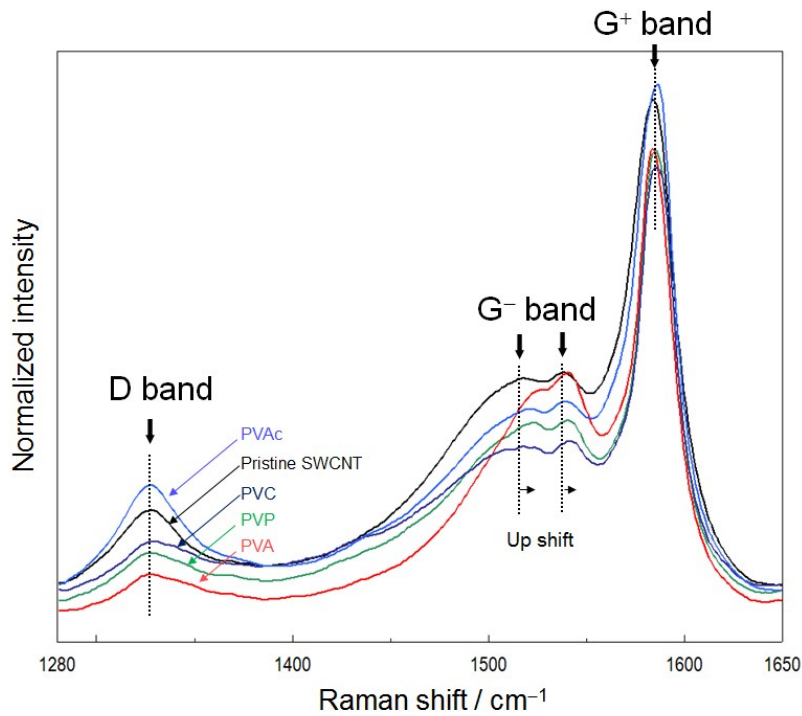 G⁺ band
G⁻ band
D band
PVAc
Pristine SWCNT
PVC
PVP
PVA
Up shift
Normalized intensity
1280
1400
1500
1600
1650
Raman shift / cm⁻¹